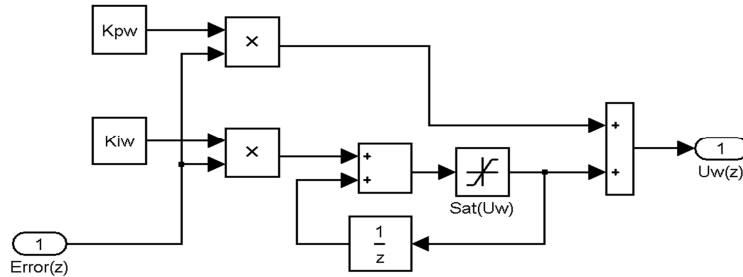 Kpw
×
Kiw
×
+
+
Sat(Uw)
+
+
1
Uw(z)
1
z
1
Error(z)